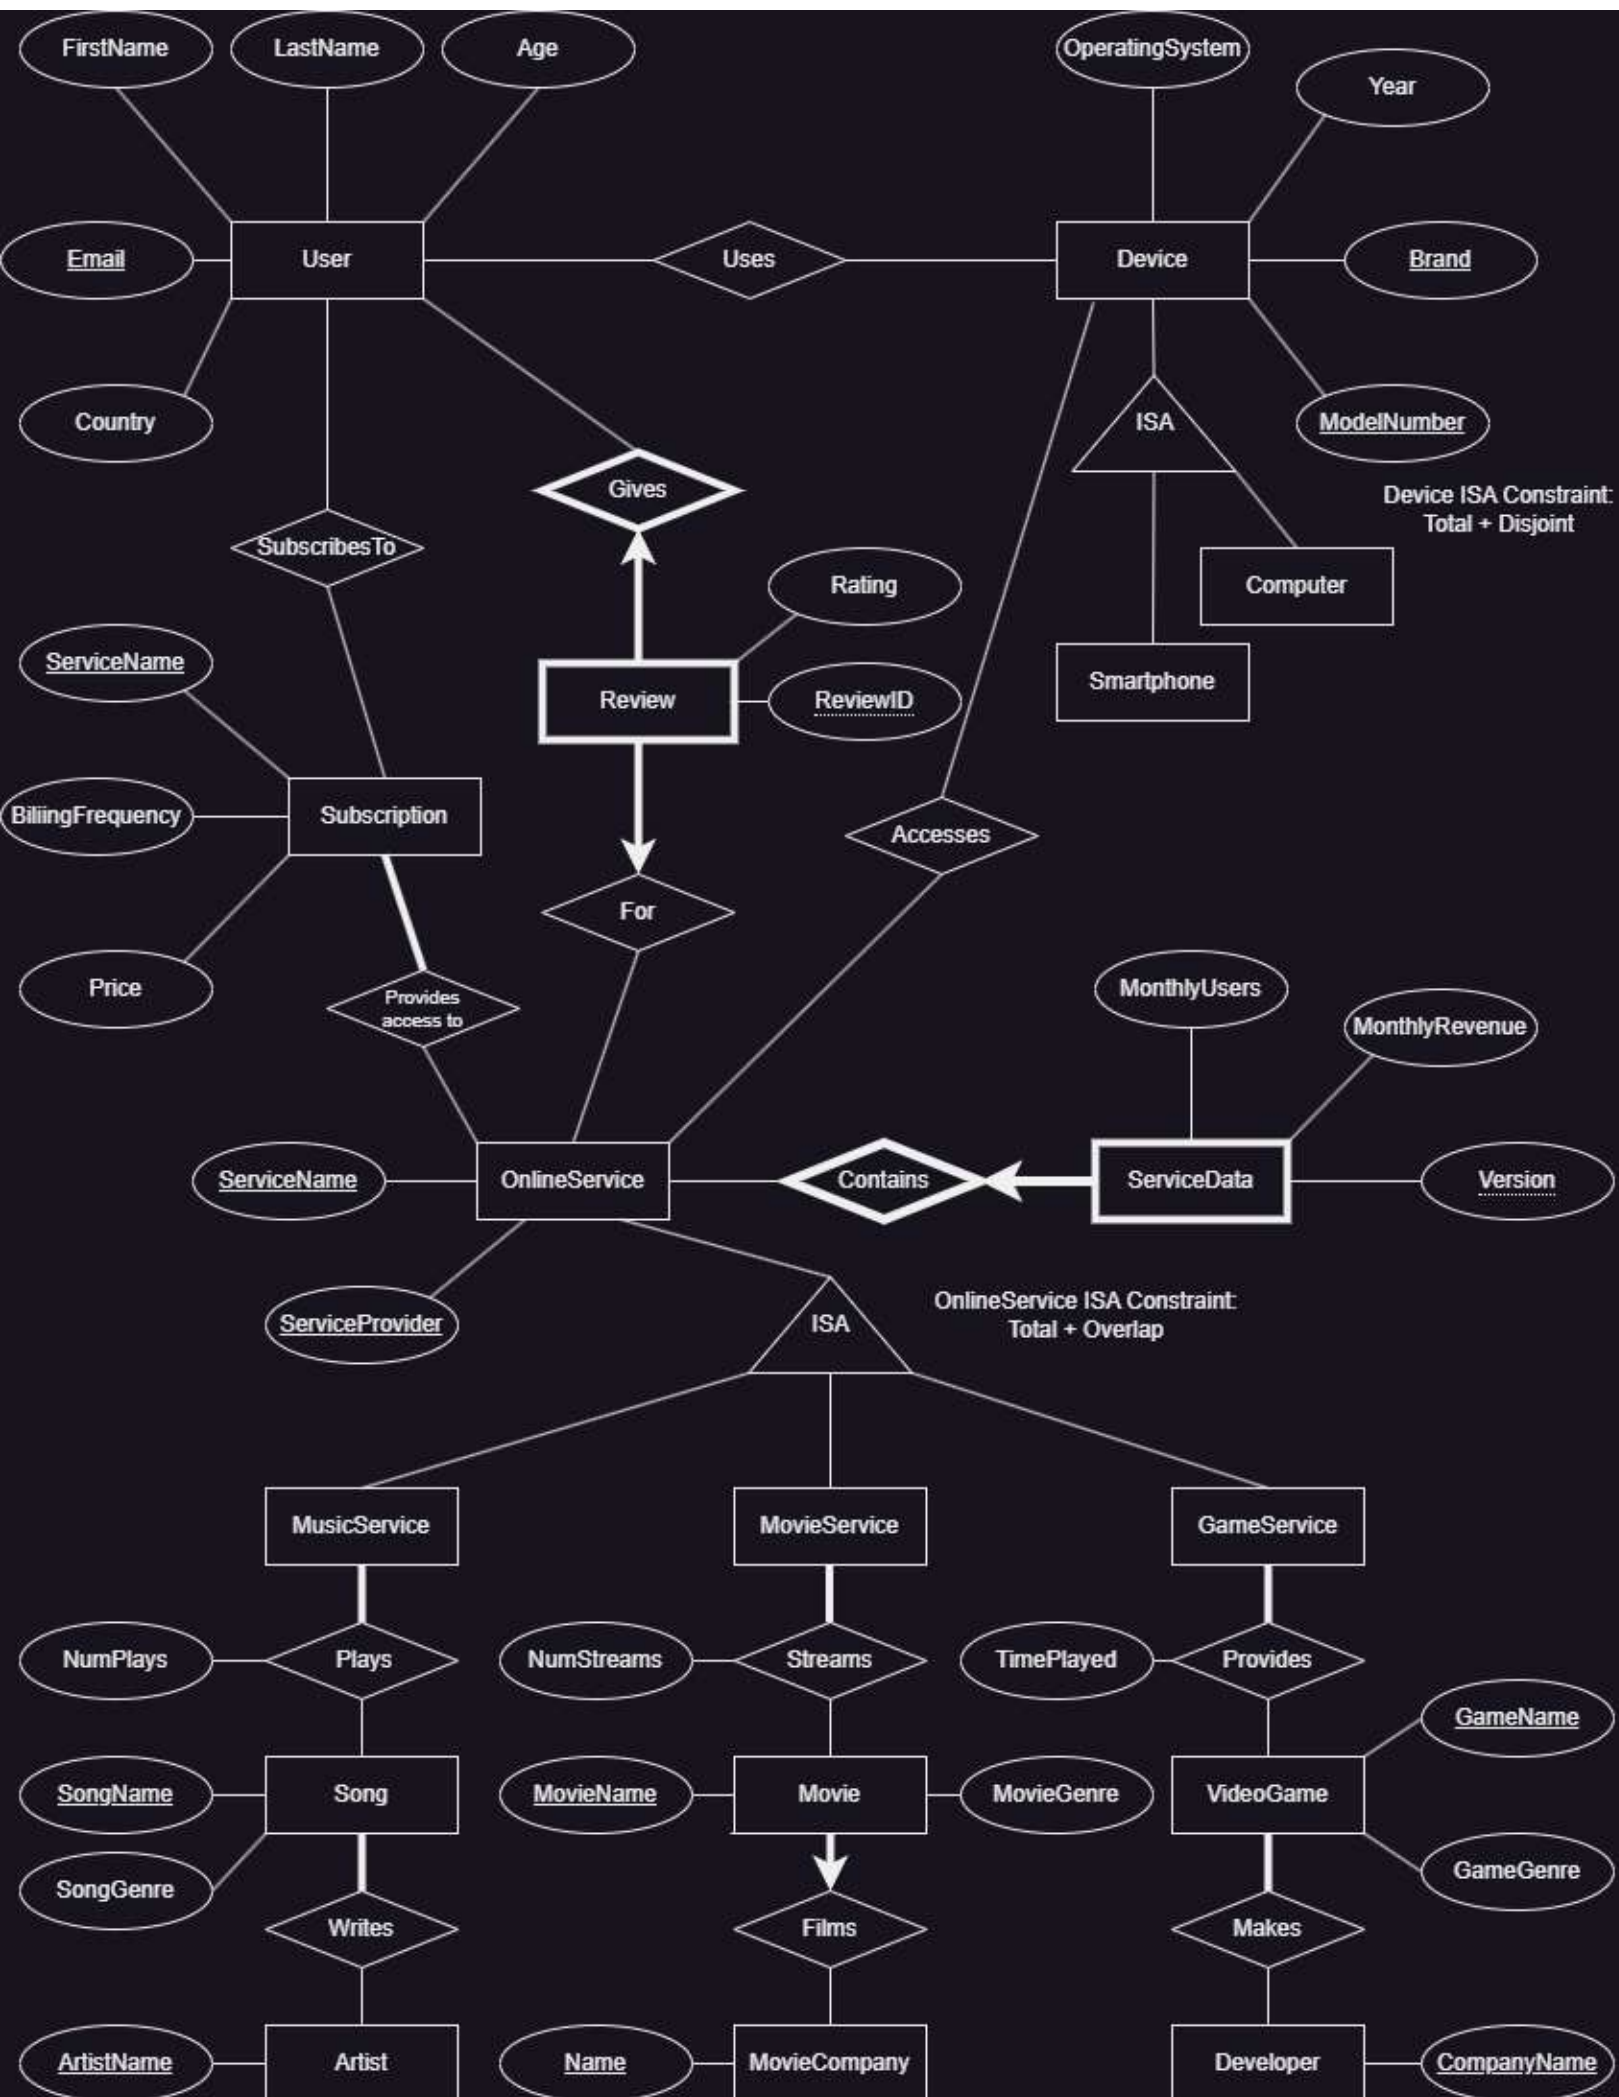 FirstName
LastName
Age
OperatingSystem
Year
Email
User
Uses
Device
Brand
Country
ISA
ModelNumber
Gives
Device ISA Constraint:
Total + Disjoint
SubscribesTo
Rating
Computer
ServiceName
Smartphone
Review
ReviewID
BiliingFrequency
Subscription
Accesses
For
Price
Provides
access to
MonthlyUsers
MonthlyRevenue
ServiceName
OnlineService
Contains
ServiceData
Version
ServiceProvider
ISA
OnlineService ISA Constraint:
Total + Overlap
MusicService
MovieService
GameService
NumPlays
Plays
NumStreams
Streams
TimePlayed
Provides
GameName
SongName
Song
MovieName
Movie
MovieGenre
VideoGame
SongGenre
GameGenre
Writes
Films
Makes
ArtistName
Artist
Name
MovieCompany
Developer
CompanyName